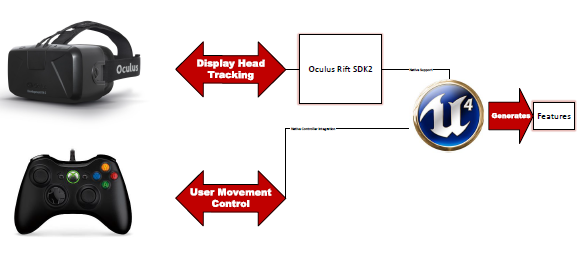 Oculus
Display Head
Tracking
Oculus Rift SDK2
Native Support
4
Generates
Features
Native Controller Integration
User Movement
Control